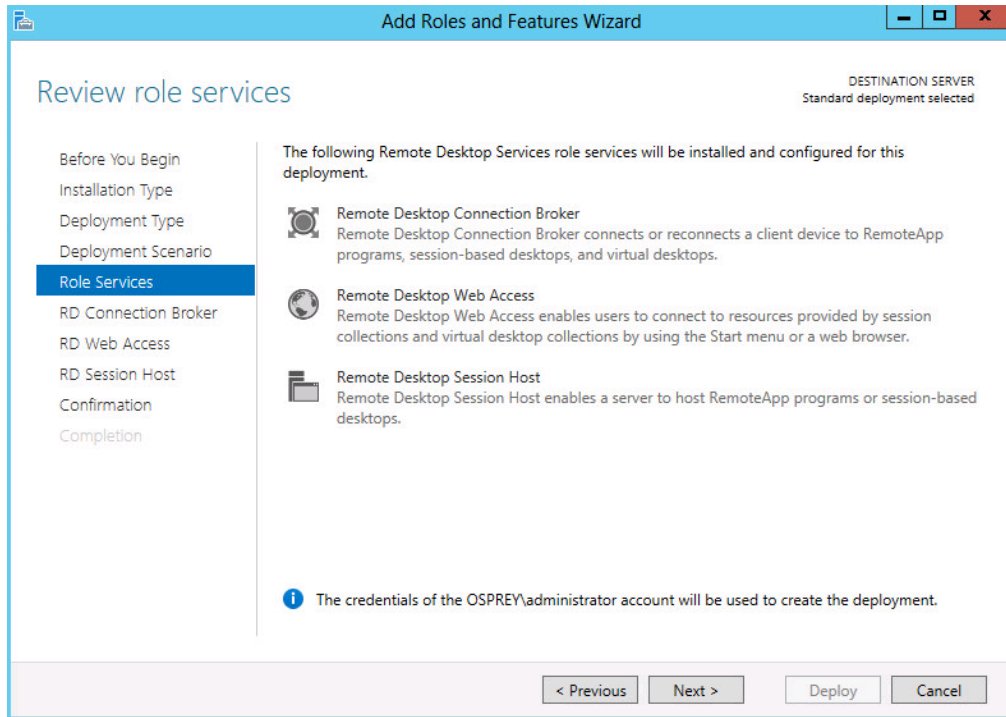 Add Roles and Features Wizard
Review role services
DESTINATION SERVER
Standard deployment selected
Before You Begin
Installation Type
Deployment Type
Deployment Scenario
Role Services
RD Connection Broker
RD Web Access
RD Session Host
Confirmation
Completion
The following Remote Desktop Services role services will be installed and configured for this
deployment.
Remote Desktop Connection Broker
Remote Desktop Connection Broker connects or reconnects a client device to RemoteApp
programs, session-based desktops, and virtual desktops.
Remote Desktop Web Access
Remote Desktop Web Access enables users to connect to resources provided by session
collections and virtual desktop collections by using the Start menu or a web browser.
Remote Desktop Session Host
Remote Desktop Session Host enables a server to host RemoteApp programs or session-based
desktops.
The credentials of the OSPREY\administrator account will be used to create the deployment.
< Previous
Next >
Deploy
Cancel